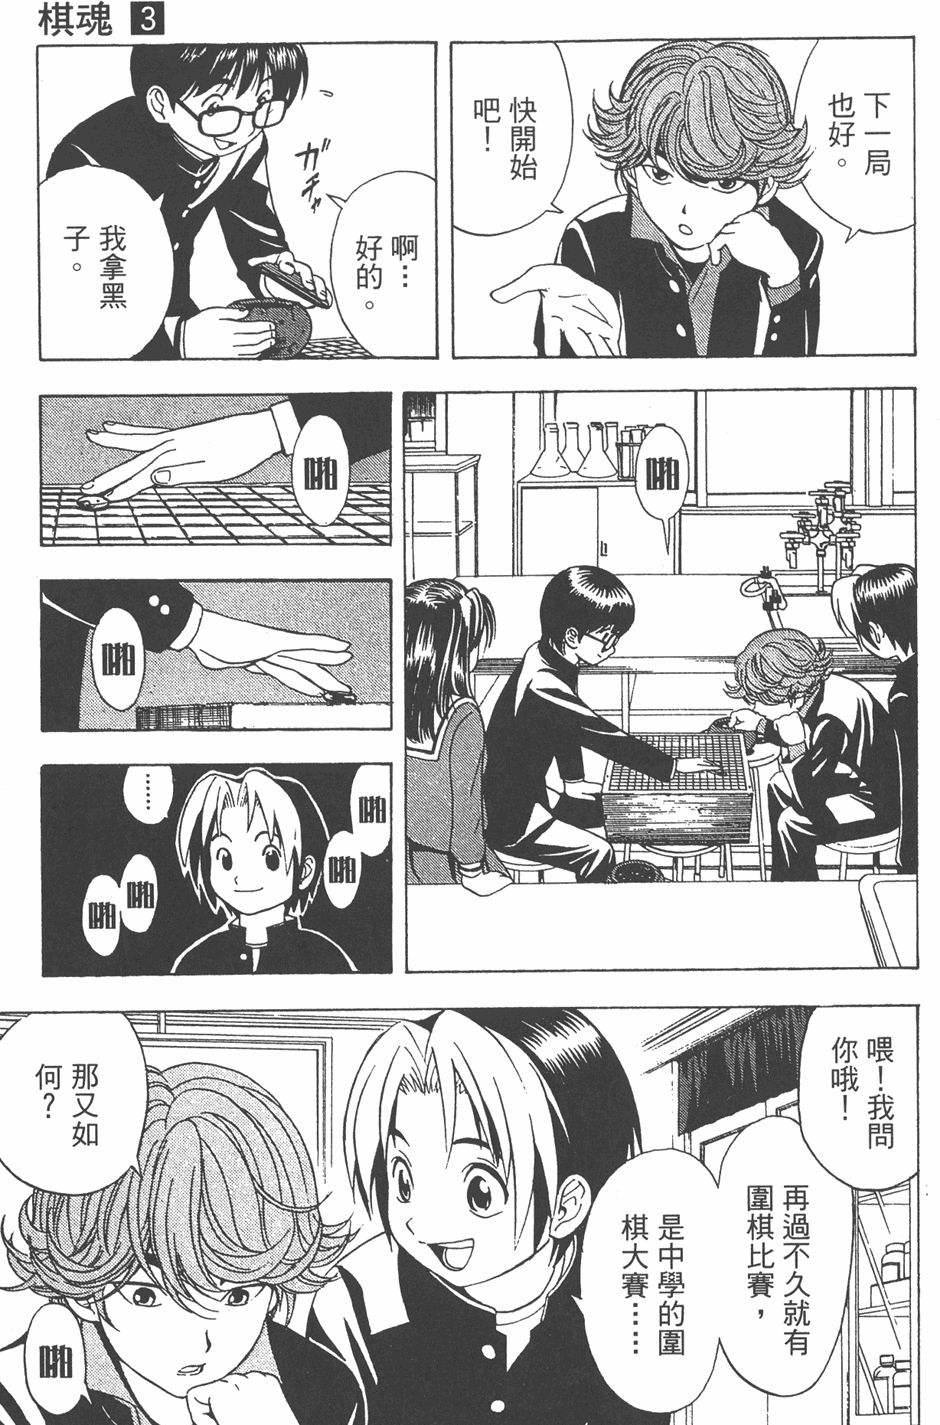 棋魂 3
下一局
也好。
快開始
吧！
啊…
好的。
ガチャ
我拿黑
子。
啪
啪
啪
啪
啪
啪
啪
……
喂！我問
你哦！
再過不久就有
圍棋比賽，
是中學的圍
棋大賽……
那又如
何？
啪